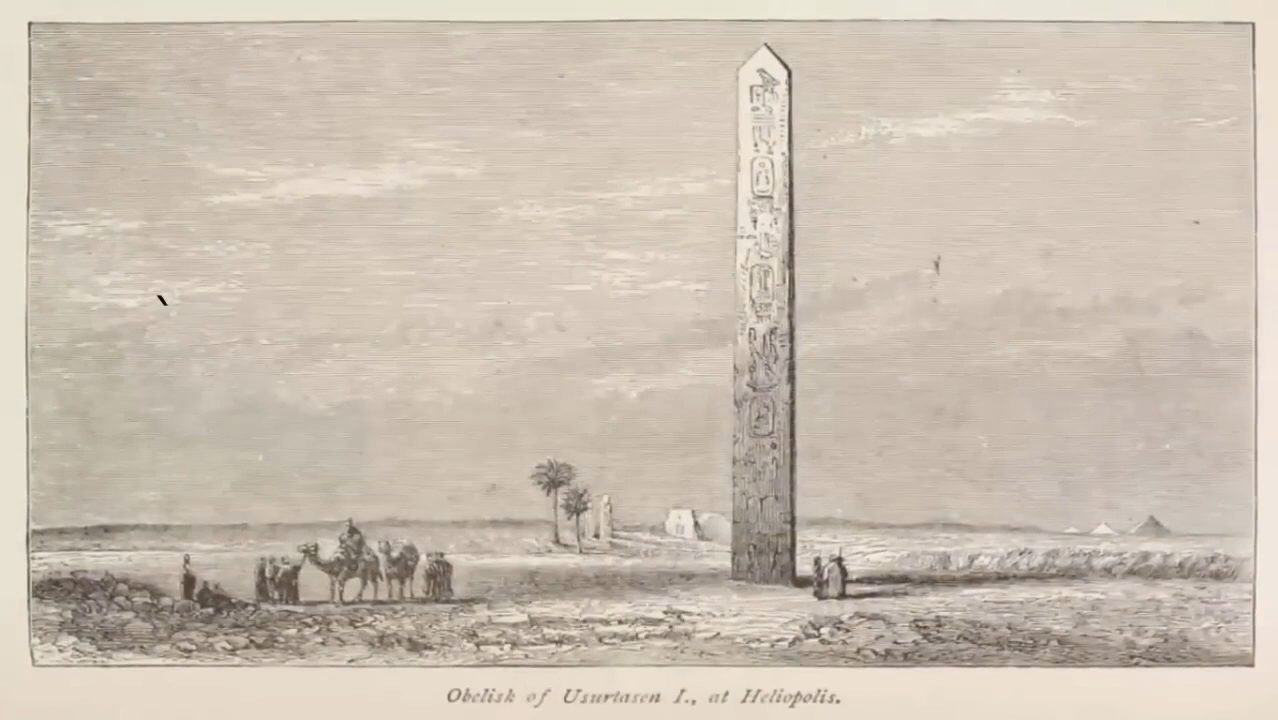 Obelisk of Usurtasen I., at Heliopolis.